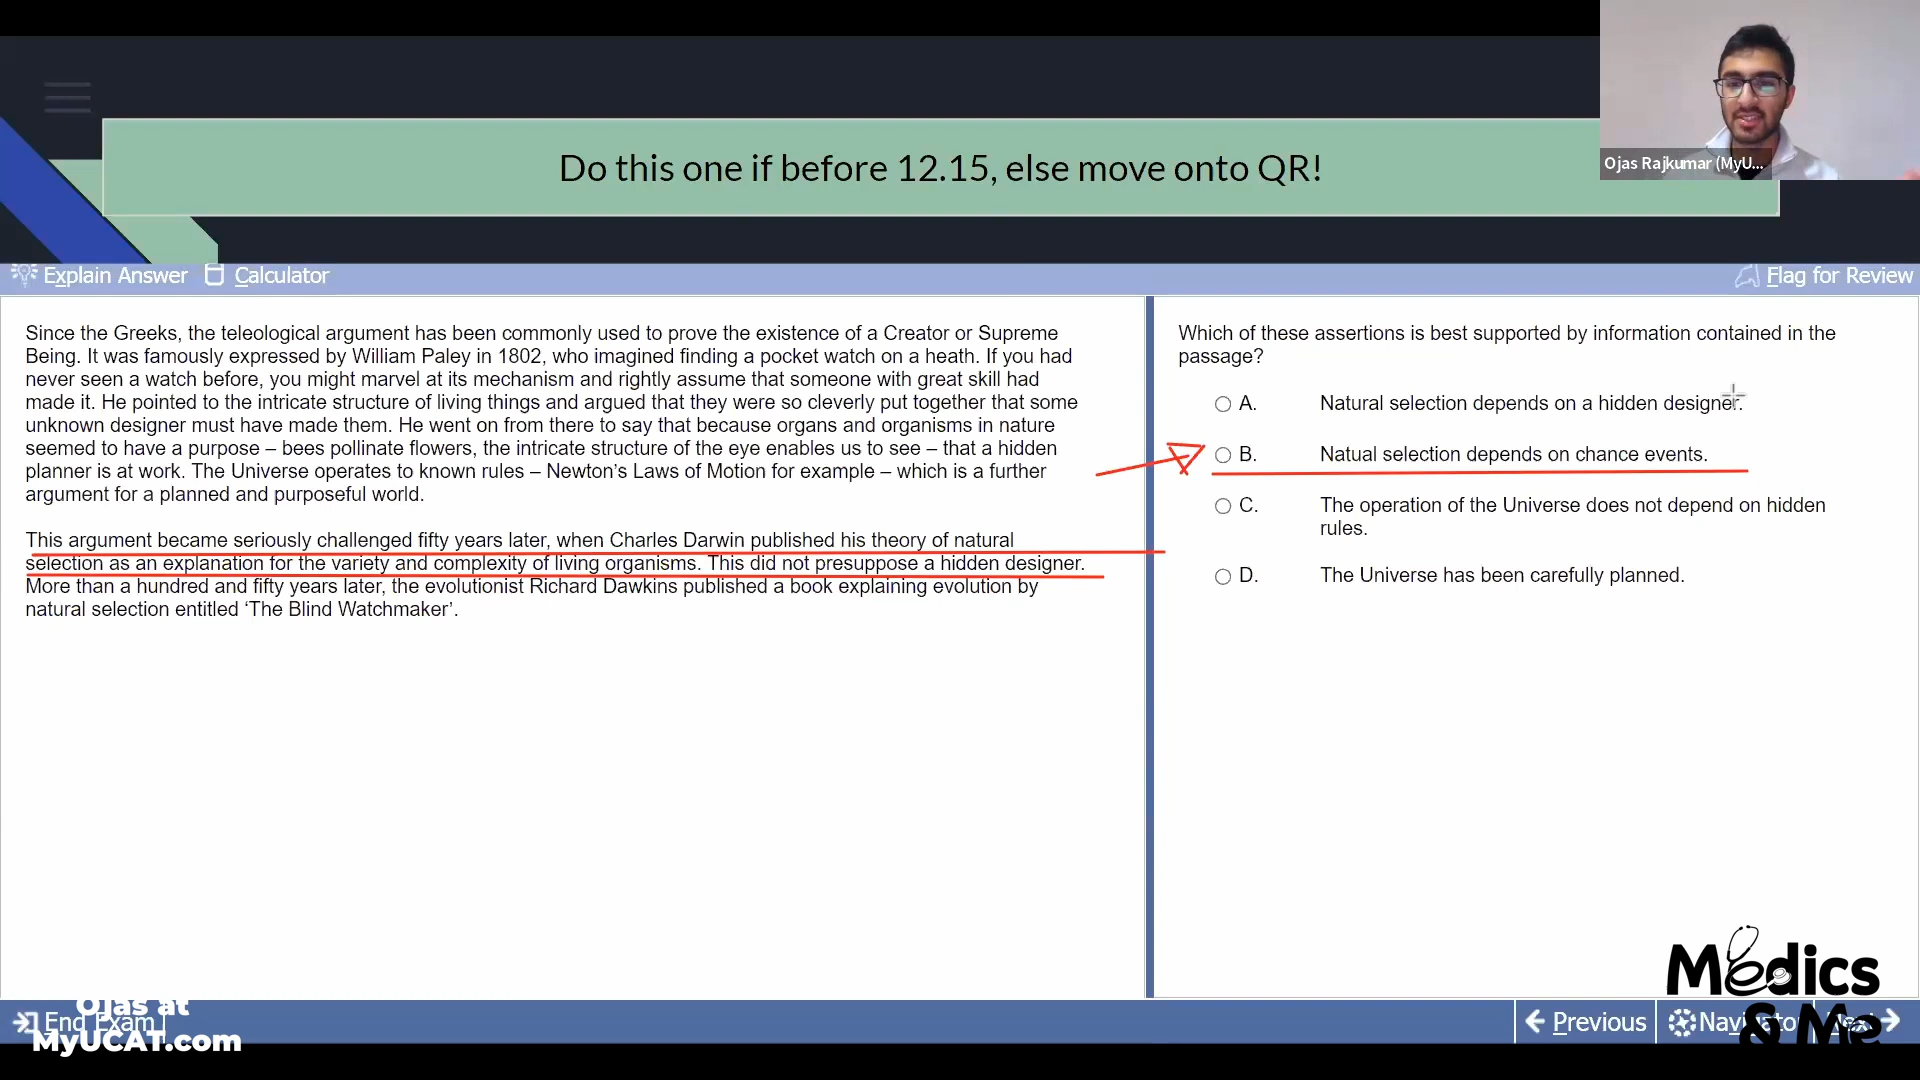 Do this one if before 12.15, else move onto QR!
Ojas Rajkumar (MyU...
Explain Answer
Calculator
Flag for Review
Since the Greeks, the teleological argument has been commonly used to prove the existence of a Creator or Supreme
Being. It was famously expressed by William Paley in 1802, who imagined finding a pocket watch on a heath. If you had
never seen a watch before, you might marvel at its mechanism and rightly assume that someone with great skill had
made it. He pointed to the intricate structure of living things and argued that they were so cleverly put together that some
unknown designer must have made them. He went on from there to say that because organs and organisms in nature
seemed to have a purpose – bees pollinate flowers, the intricate structure of the eye enables us to see – that a hidden
planner is at work. The Universe operates to known rules – Newton's Laws of Motion for example – which is a further
argument for a planned and purposeful world.
This argument became seriously challenged fifty years later, when Charles Darwin published his theory of natural
selection as an explanation for the variety and complexity of living organisms. This did not presuppose a hidden designer.
More than a hundred and fifty years later, the evolutionist Richard Dawkins published a book explaining evolution by
natural selection entitled ‘The Blind Watchmaker’.
Which of these assertions is best supported by information contained in the
passage?
A. Natural selection depends on a hidden designer.
B. Natual selection depends on chance events.
C. The operation of the Universe does not depend on hidden
rules.
D. The Universe has been carefully planned.
Medics
& Me
Ojas at
MyUCAT.com
End Exam
Previous
Navigator
Next